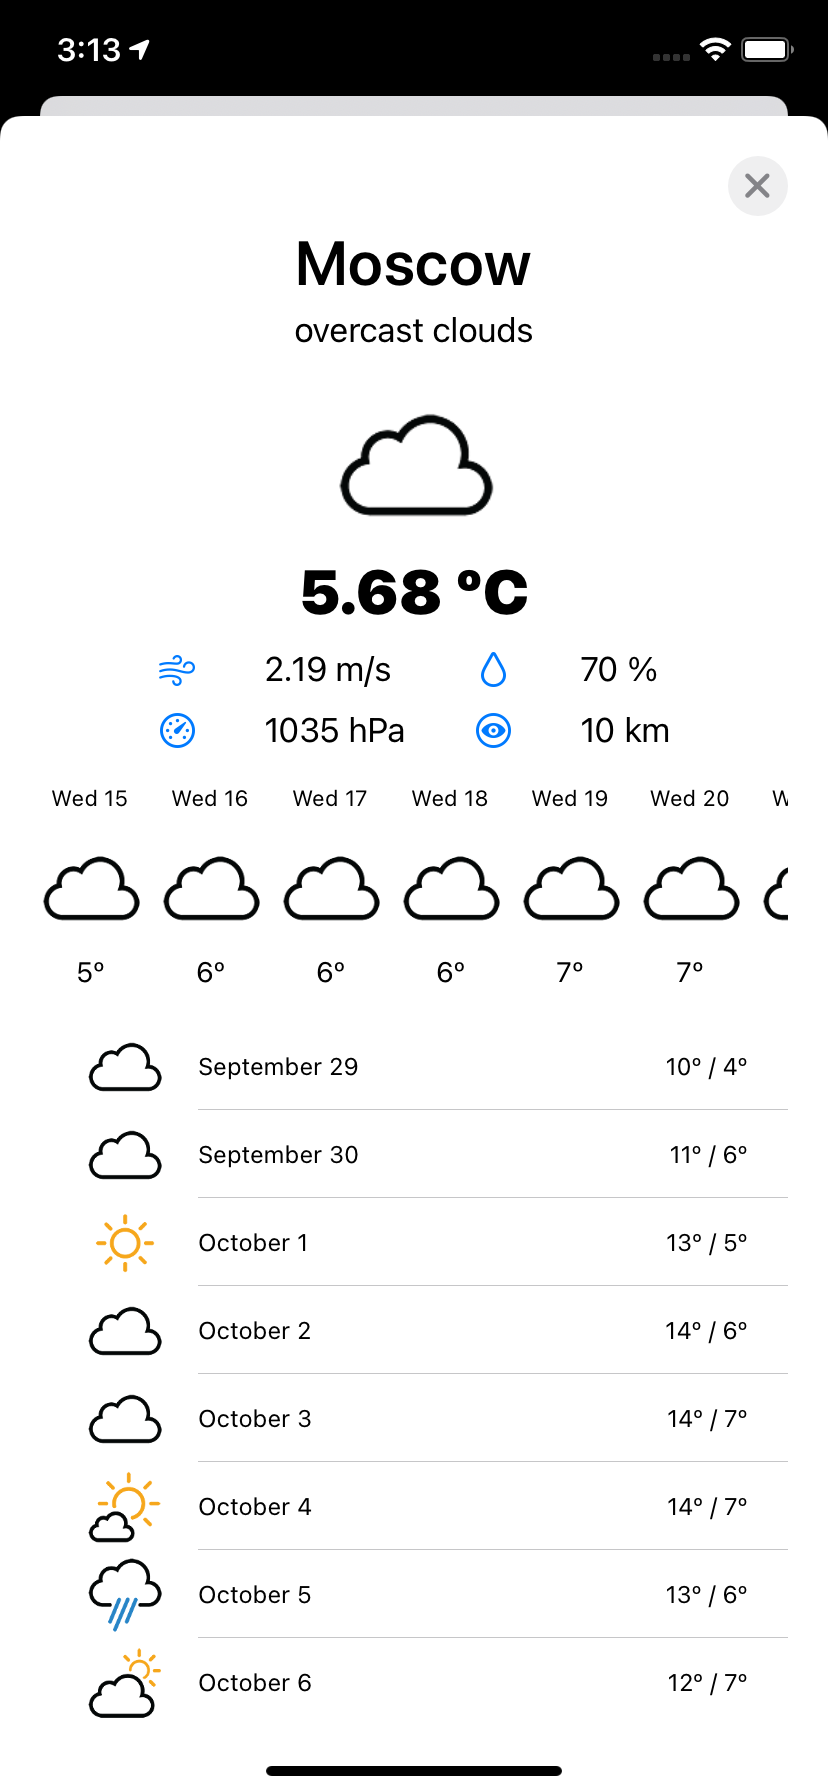 3:13
Moscow
overcast clouds
5.68 °C
2.19 m/s 70 %
1035 hPa 10 km
Wed 15 Wed 16 Wed 17 Wed 18 Wed 19 Wed 20 W
5° 6° 6° 6° 7° 7°
September 29 10° / 4°
September 30 11° / 6°
October 1 13° / 5°
October 2 14° / 6°
October 3 14° / 7°
October 4 14° / 7°
October 5 13° / 6°
October 6 12° / 7°